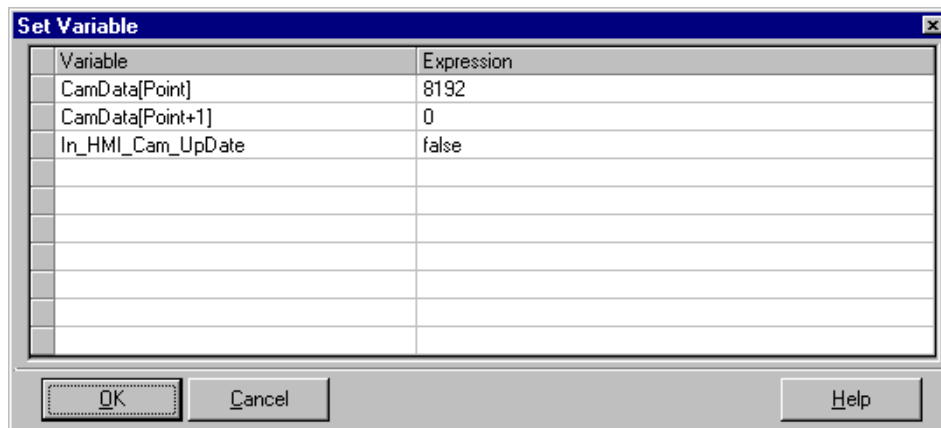 Set Variable
Variable Expression
CamData[Point] 8192
CamData[Point+1] 0
In_HMI_Cam_UpDate false
OK Cancel Help